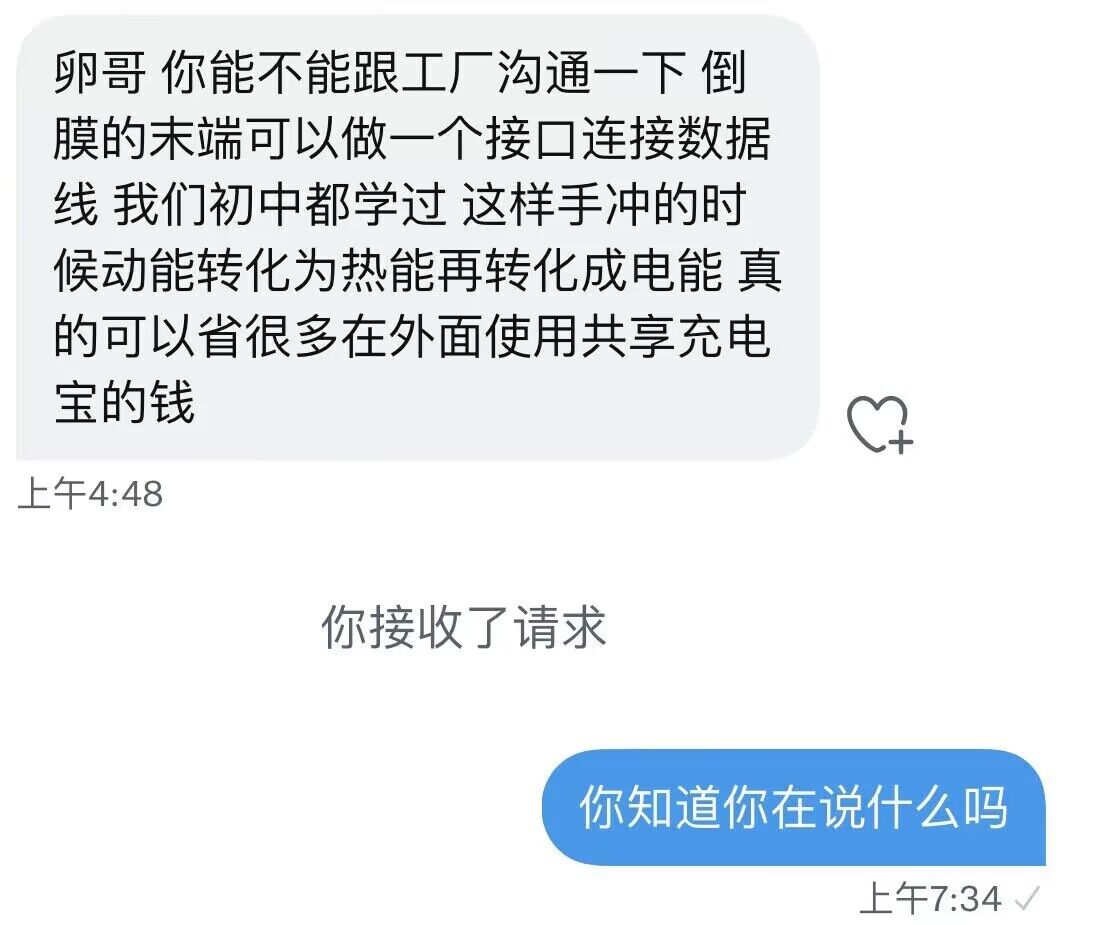 卵哥 你能不能跟工厂沟通一下 倒
膜的末端可以做一个接口连接数据
线 我们初中都学过 这样手冲的时
候动能转化为热能再转化成电能 真
的可以省很多在外面使用共享充电
宝的钱
上午4:48
你接收了请求
你知道你在说什么吗
上午7:34